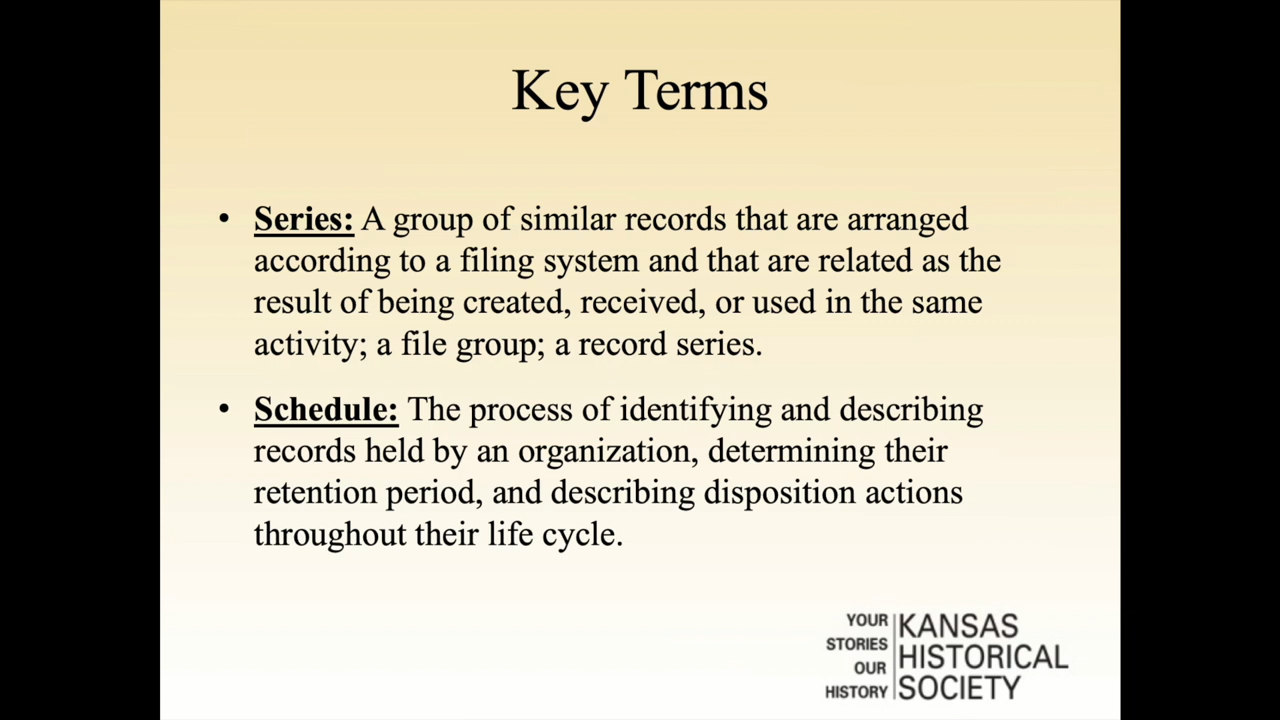 Key Terms
• Series: A group of similar records that are arranged
according to a filing system and that are related as the
result of being created, received, or used in the same
activity; a file group; a record series.
• Schedule: The process of identifying and describing
records held by an organization, determining their
retention period, and describing disposition actions
throughout their life cycle.
YOUR
STORIES
OUR
HISTORY
KANSAS
HISTORICAL
SOCIETY